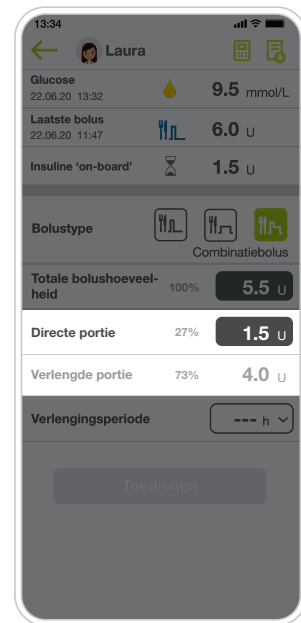 13:34
Laura
Glucose
22.06.20 13:32
9.5 mmol/L
Laatste bolus
22.06.20 11:47
6.0 U
Insuline ‘on-board’
1.5 U
Bolustype
Combinatiebolus
Totale bolushoeveel-
heid
100%
5.5 U
Directe portie
27%
1.5 U
Verlengde portie
73%
4.0 U
Verlengingsperiode
--- h
Toedienen